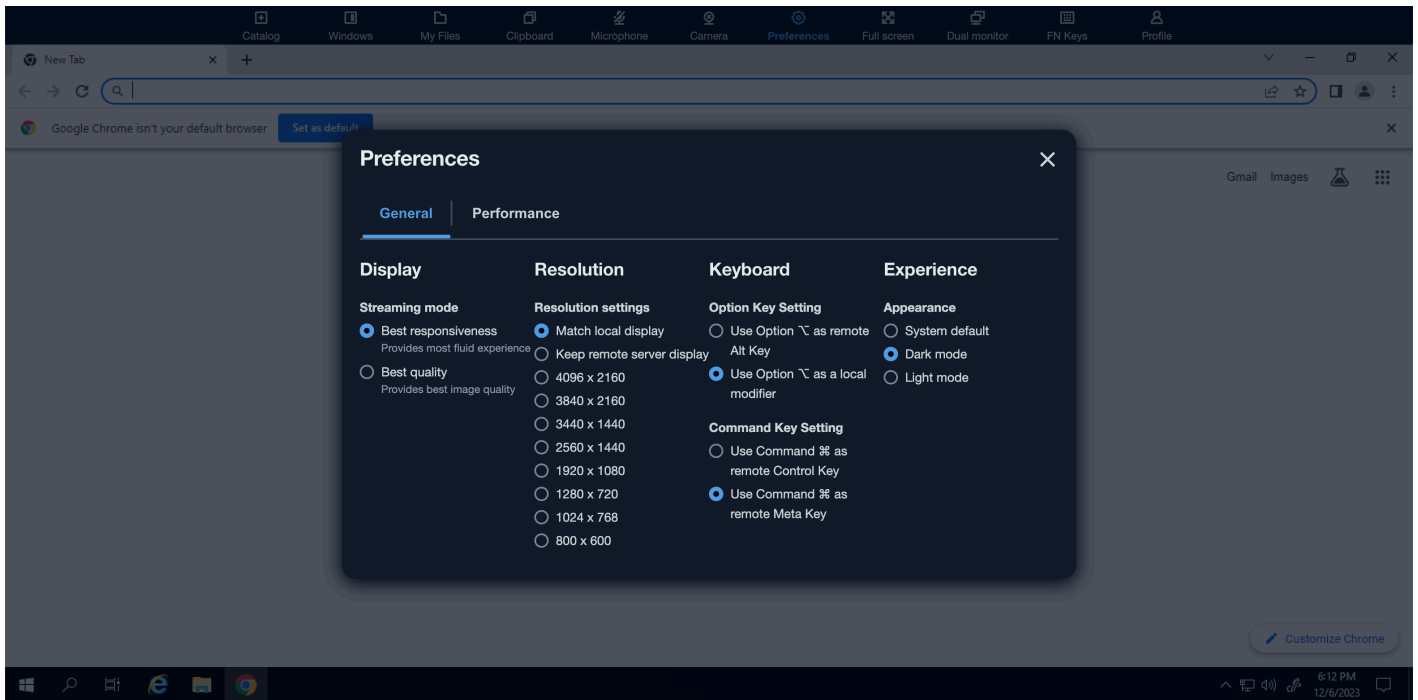 Catalog Windows My Files Clipboard Microphone Camera Preferences Full screen Dual monitor FN Keys Profile
New Tab
Google Chrome isn't your default browser Set as default
Gmail Images
Preferences
General Performance
Display
Streaming mode
Best responsiveness
Provides most fluid experience
Best quality
Provides best image quality
Resolution
Resolution settings
Match local display
Keep remote server display
4096 x 2160
3840 x 2160
3440 x 1440
2560 x 1440
1920 x 1080
1280 x 720
1024 x 768
800 x 600
Keyboard
Option Key Setting
Use Option ⌥ as remote
Alt Key
Use Option ⌥ as a local
modifier
Command Key Setting
Use Command ⌘ as
remote Control Key
Use Command ⌘ as
remote Meta Key
Experience
Appearance
System default
Dark mode
Light mode
Customize Chrome
6:12 PM
12/6/2023